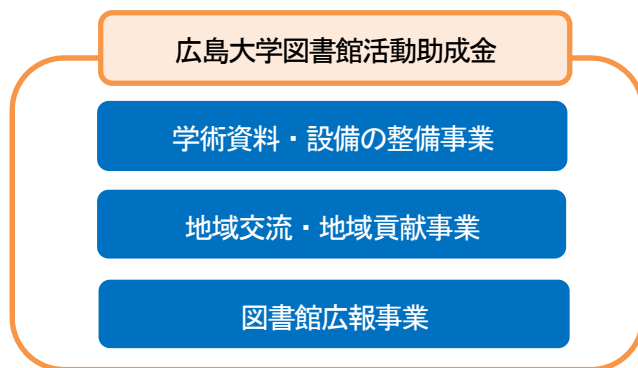 広島大学図書館活動助成金
学術資料・設備の整備事業
地域交流・地域貢献事業
図書館広報事業